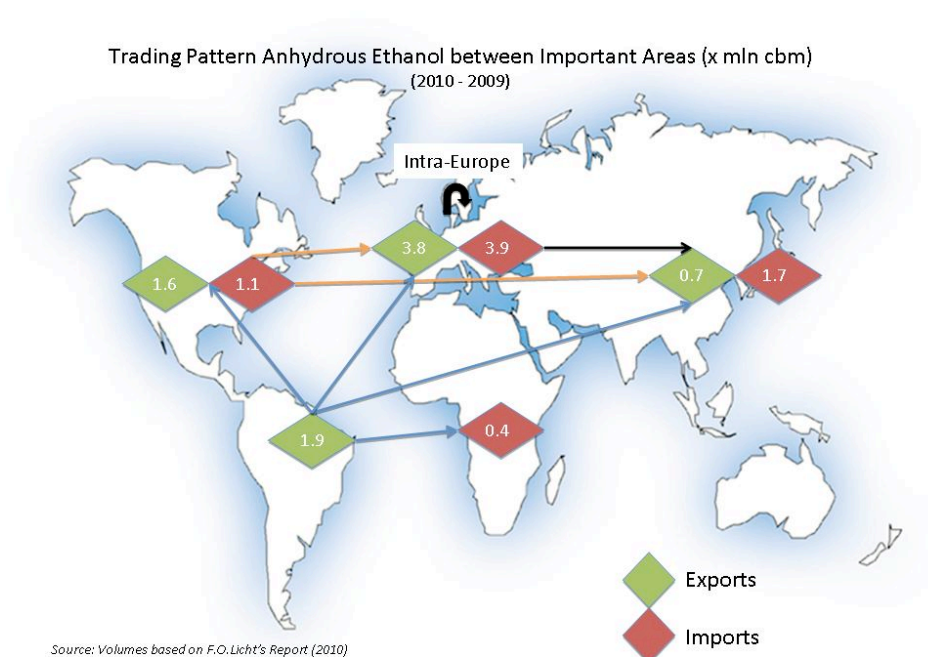 Trading Pattern Anhydrous Ethanol between Important Areas (x mln cbm)
(2010 - 2009)
Intra-Europe
3.8
3.9
1.6
1.1
0.7
1.7
1.9
0.4
Exports
Imports
Source: Volumes based on F.O.Licht's Report (2010)